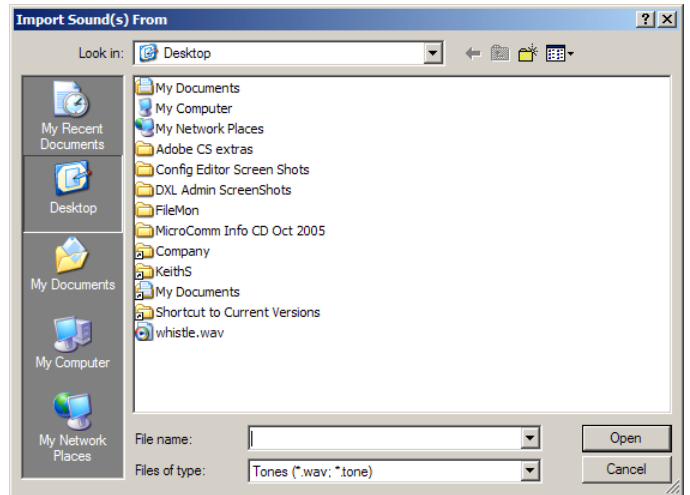 Import Sound(s) From
Look in: Desktop
My Recent
Documents
Desktop
My Documents
My Computer
My Network
Places
My Documents
My Computer
My Network Places
Adobe CS extras
Config Editor Screen Shots
DXL Admin ScreenShots
FileMon
MicroComm Info CD Oct 2005
Company
KeithS
My Documents
Shortcut to Current Versions
whistle.wav
File name: Open
Files of type: Tones (*.wav; *.tone) Cancel